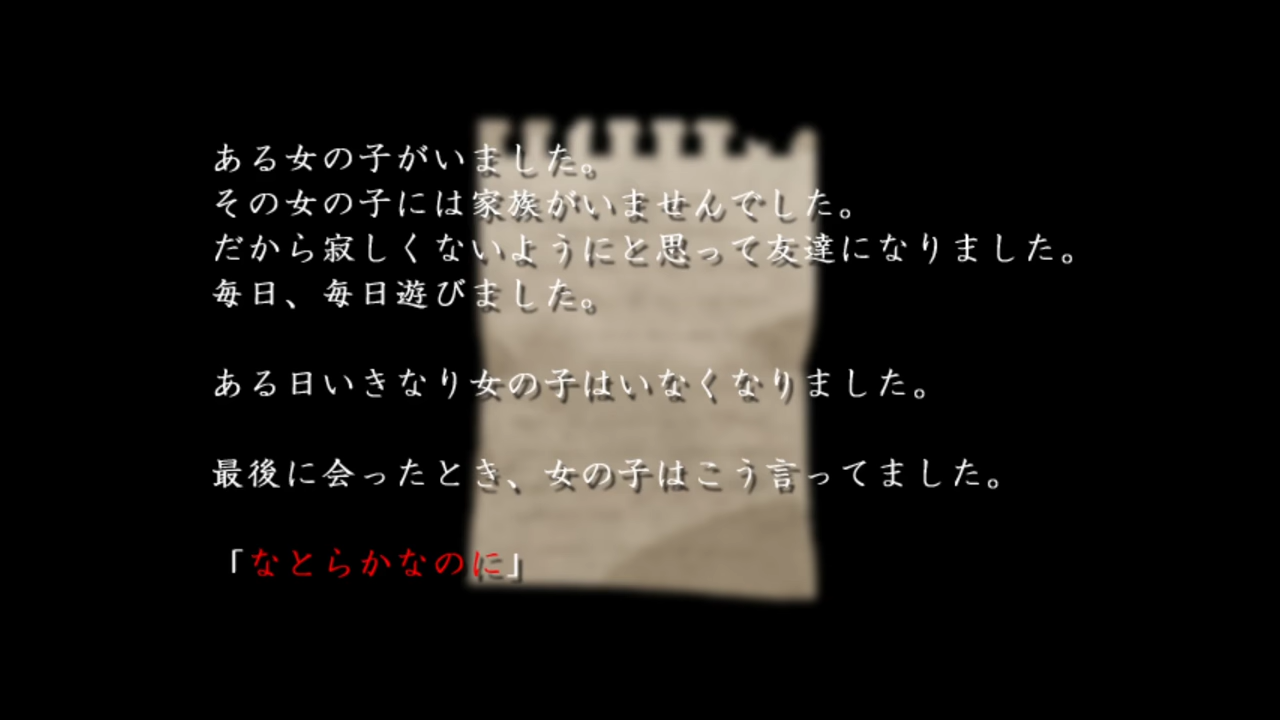 ある女の子がいました。
その女の子には家族がいませんでした。
だから寂しくないようにと思って友達になりました。
毎日、毎日遊びました。
ある日いきなり女の子はいなくなりました。
最後に会ったとき、女の子はこう言ってました。
「なとらかなのに」